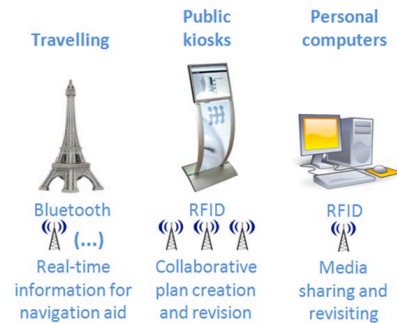 Travelling
Bluetooth
(...)
Real-time
information for
navigation aid
Public
kiosks
RFID
Collaborative
plan creation
and revision
Personal
computers
RFID
Media
sharing and
revisiting